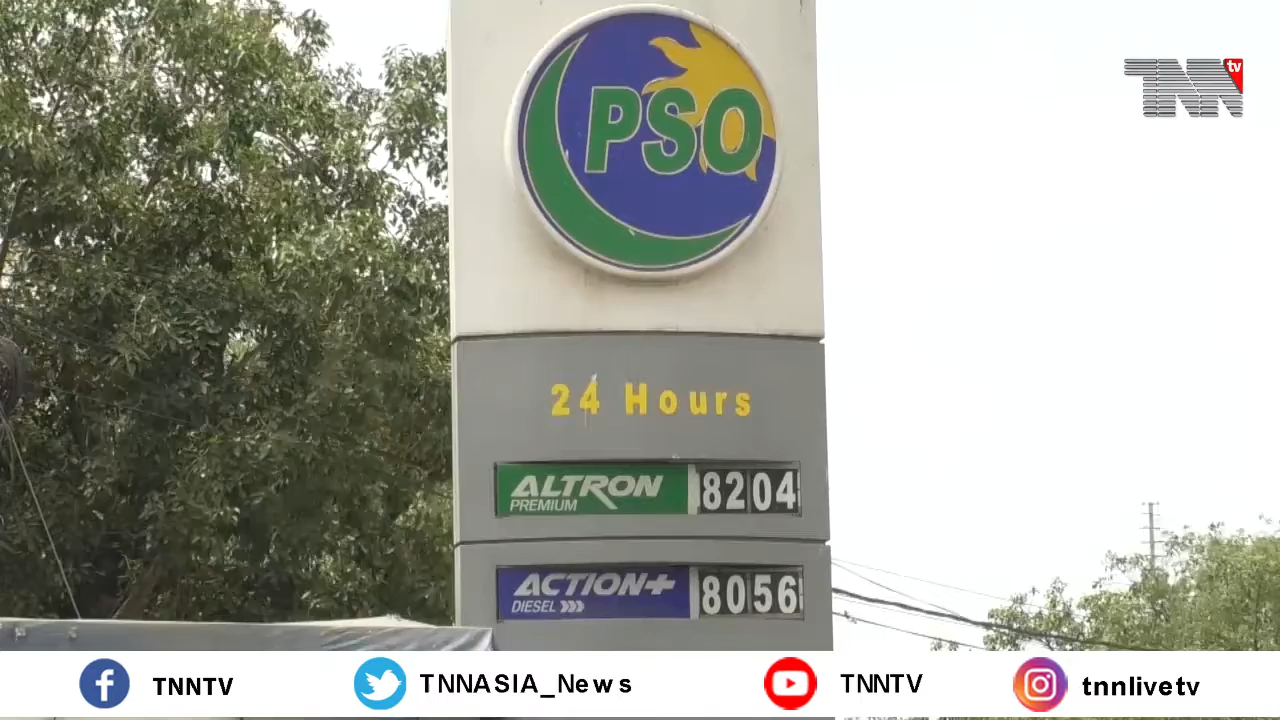 TNN tv
PSO
24 Hours
ALTRON
PREMIUM
8204
ACTION+
DIESEL
8056
TNNTV
TNNASIA_News
TNNTV
tnnlivetv